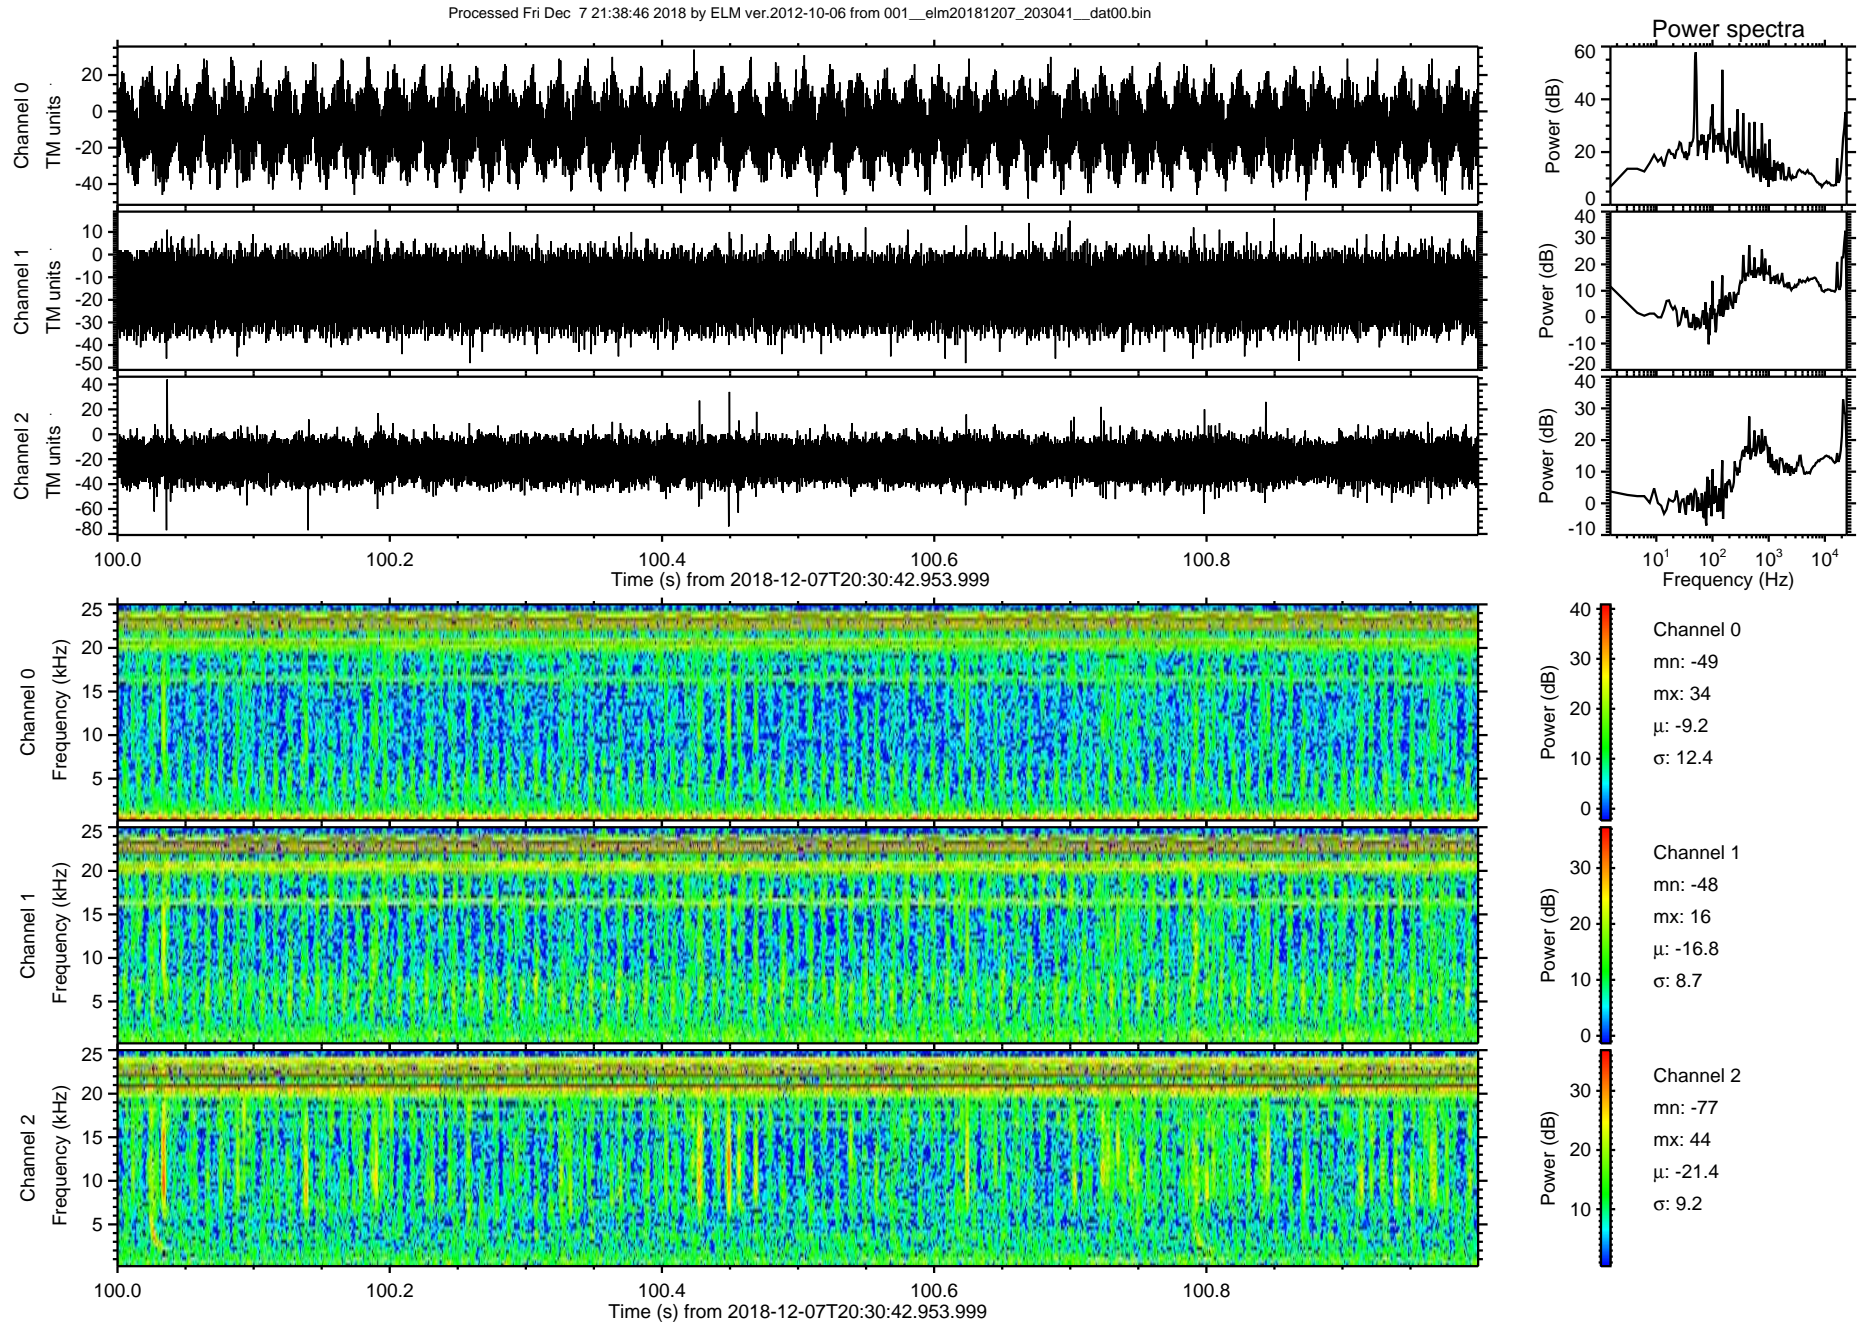 Processed Fri Dec  7 21:38:46 2018 by ELM ver.2012-10-06 from 001__elm20181207_203041__dat00.bin
Power spectra
Channel 0
TM units
20
0
-20
-40
Power (dB)
60
40
20
0
Channel 1
TM units
10
0
-10
-20
-30
-40
-50
Power (dB)
40
30
20
10
0
-10
-20
Channel 2
TM units
40
20
0
-20
-40
-60
-80
Power (dB)
40
30
20
10
0
-10
100.0 100.2 100.4 100.6 100.8
Time (s) from 2018-12-07T20:30:42.953.999
10¹ 10² 10³ 10⁴
Frequency (Hz)
Channel 0
Frequency (kHz)
25
20
15
10
5
Power (dB)
40
30
20
10
0
Channel 0
mn: -49
mx: 34
µ: -9.2
σ: 12.4
Channel 1
Frequency (kHz)
25
20
15
10
5
Power (dB)
30
20
10
0
Channel 1
mn: -48
mx: 16
µ: -16.8
σ: 8.7
Channel 2
Frequency (kHz)
25
20
15
10
5
Power (dB)
30
20
10
Channel 2
mn: -77
mx: 44
µ: -21.4
σ: 9.2
100.0 100.2 100.4 100.6 100.8
Time (s) from 2018-12-07T20:30:42.953.999